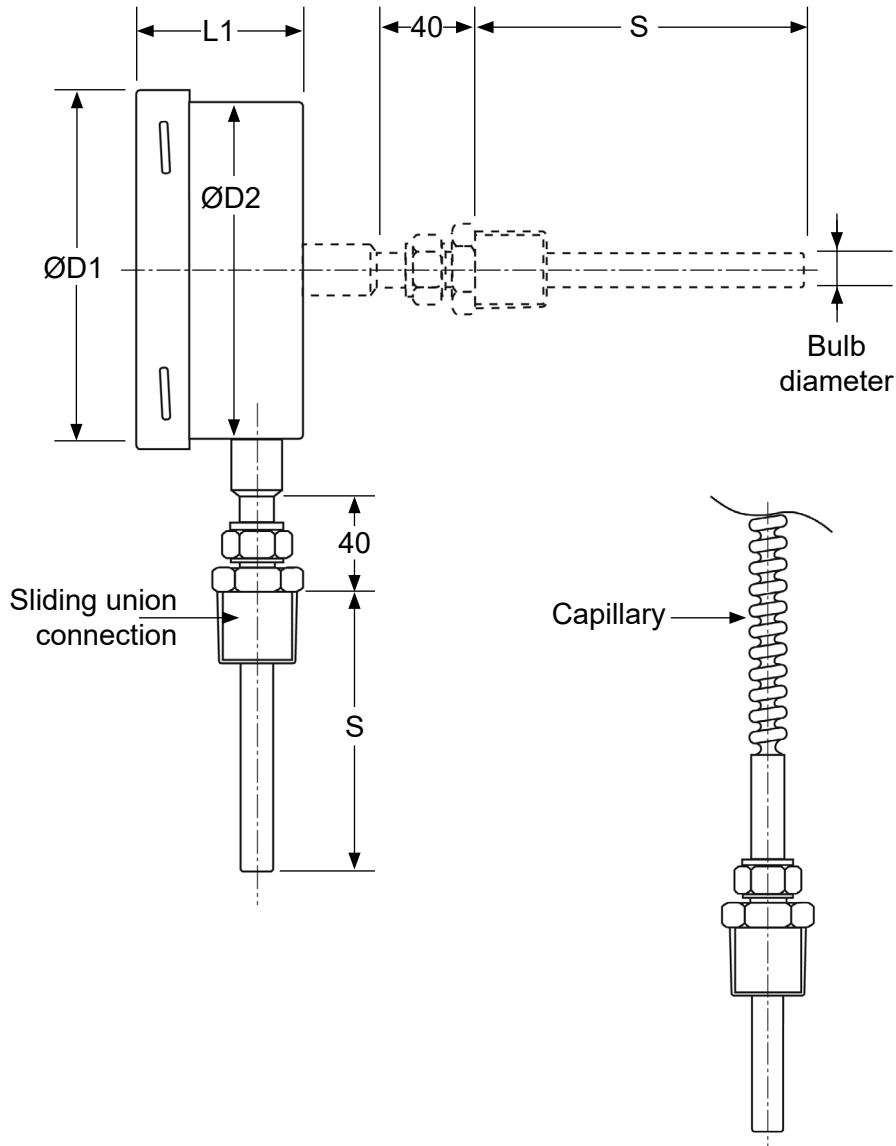 L1
40
S
ØD2
ØD1
Bulb
diameter
40
Sliding union
connection
Capillary
S